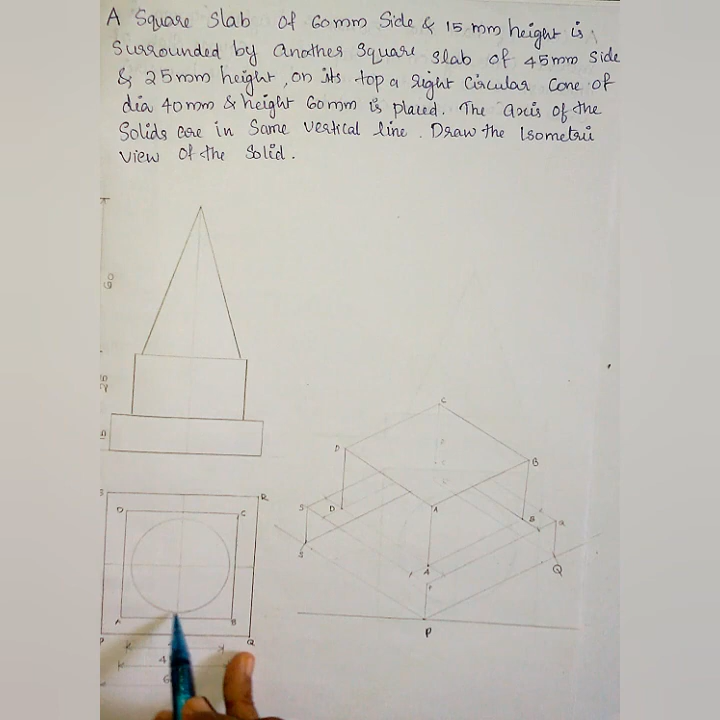 A Square Slab of 60mm Side & 15 mm height is
Surrounded by another square slab of 45mm side
& 25mm height, on its top a right circular Cone of
dia 40mm & height 60mm is placed. The axis of the
Solids are in Same vertical line. Draw the Isometric
View of the Solid.
60
25
C
D
B
A
S
D
B
Q
S
A
P
Q
P
R
D
C
A
B
P
Q